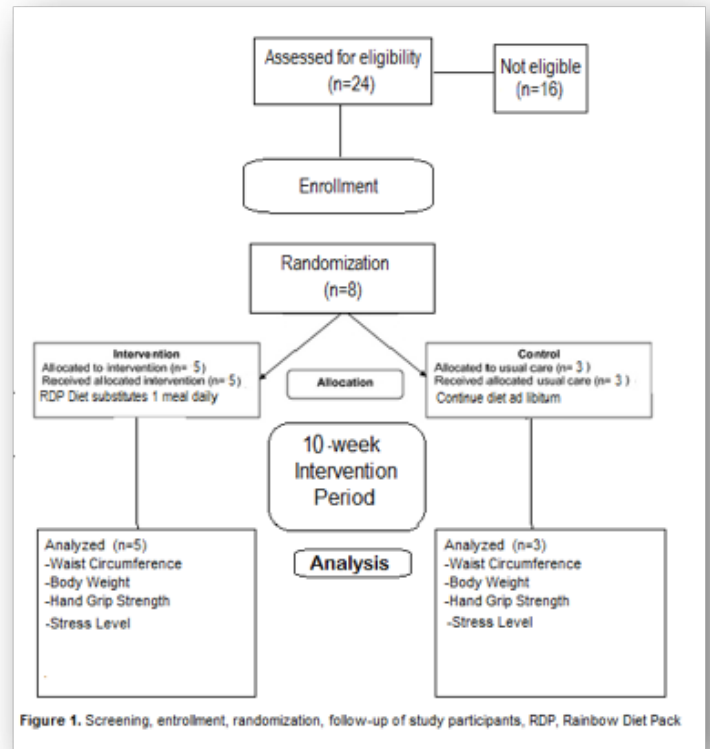 Assessed for eligibility
(n=24)
Not eligible
(n=16)
Enrollment
Randomization
(n=8)
Intervention
Allocated to intervention (n= 5)
Received allocated intervention (n= 5)
RDP Diet substitutes 1 meal daily
Allocation
Control
Allocated to usual care (n= 3)
Received allocated usual care (n= 3 )
Continue diet ad libitum
10-week
Intervention
Period
Analyzed (n=5)
-Waist Circumference
-Body Weight
-Hand Grip Strength
-Stress Level
Analysis
Analyzed (n=3)
-Waist Circumference
-Body Weight
-Hand Grip Strength
-Stress Level
Figure 1. Screening, entrollment, randomization, follow-up of study participants, RDP, Rainbow Diet Pack